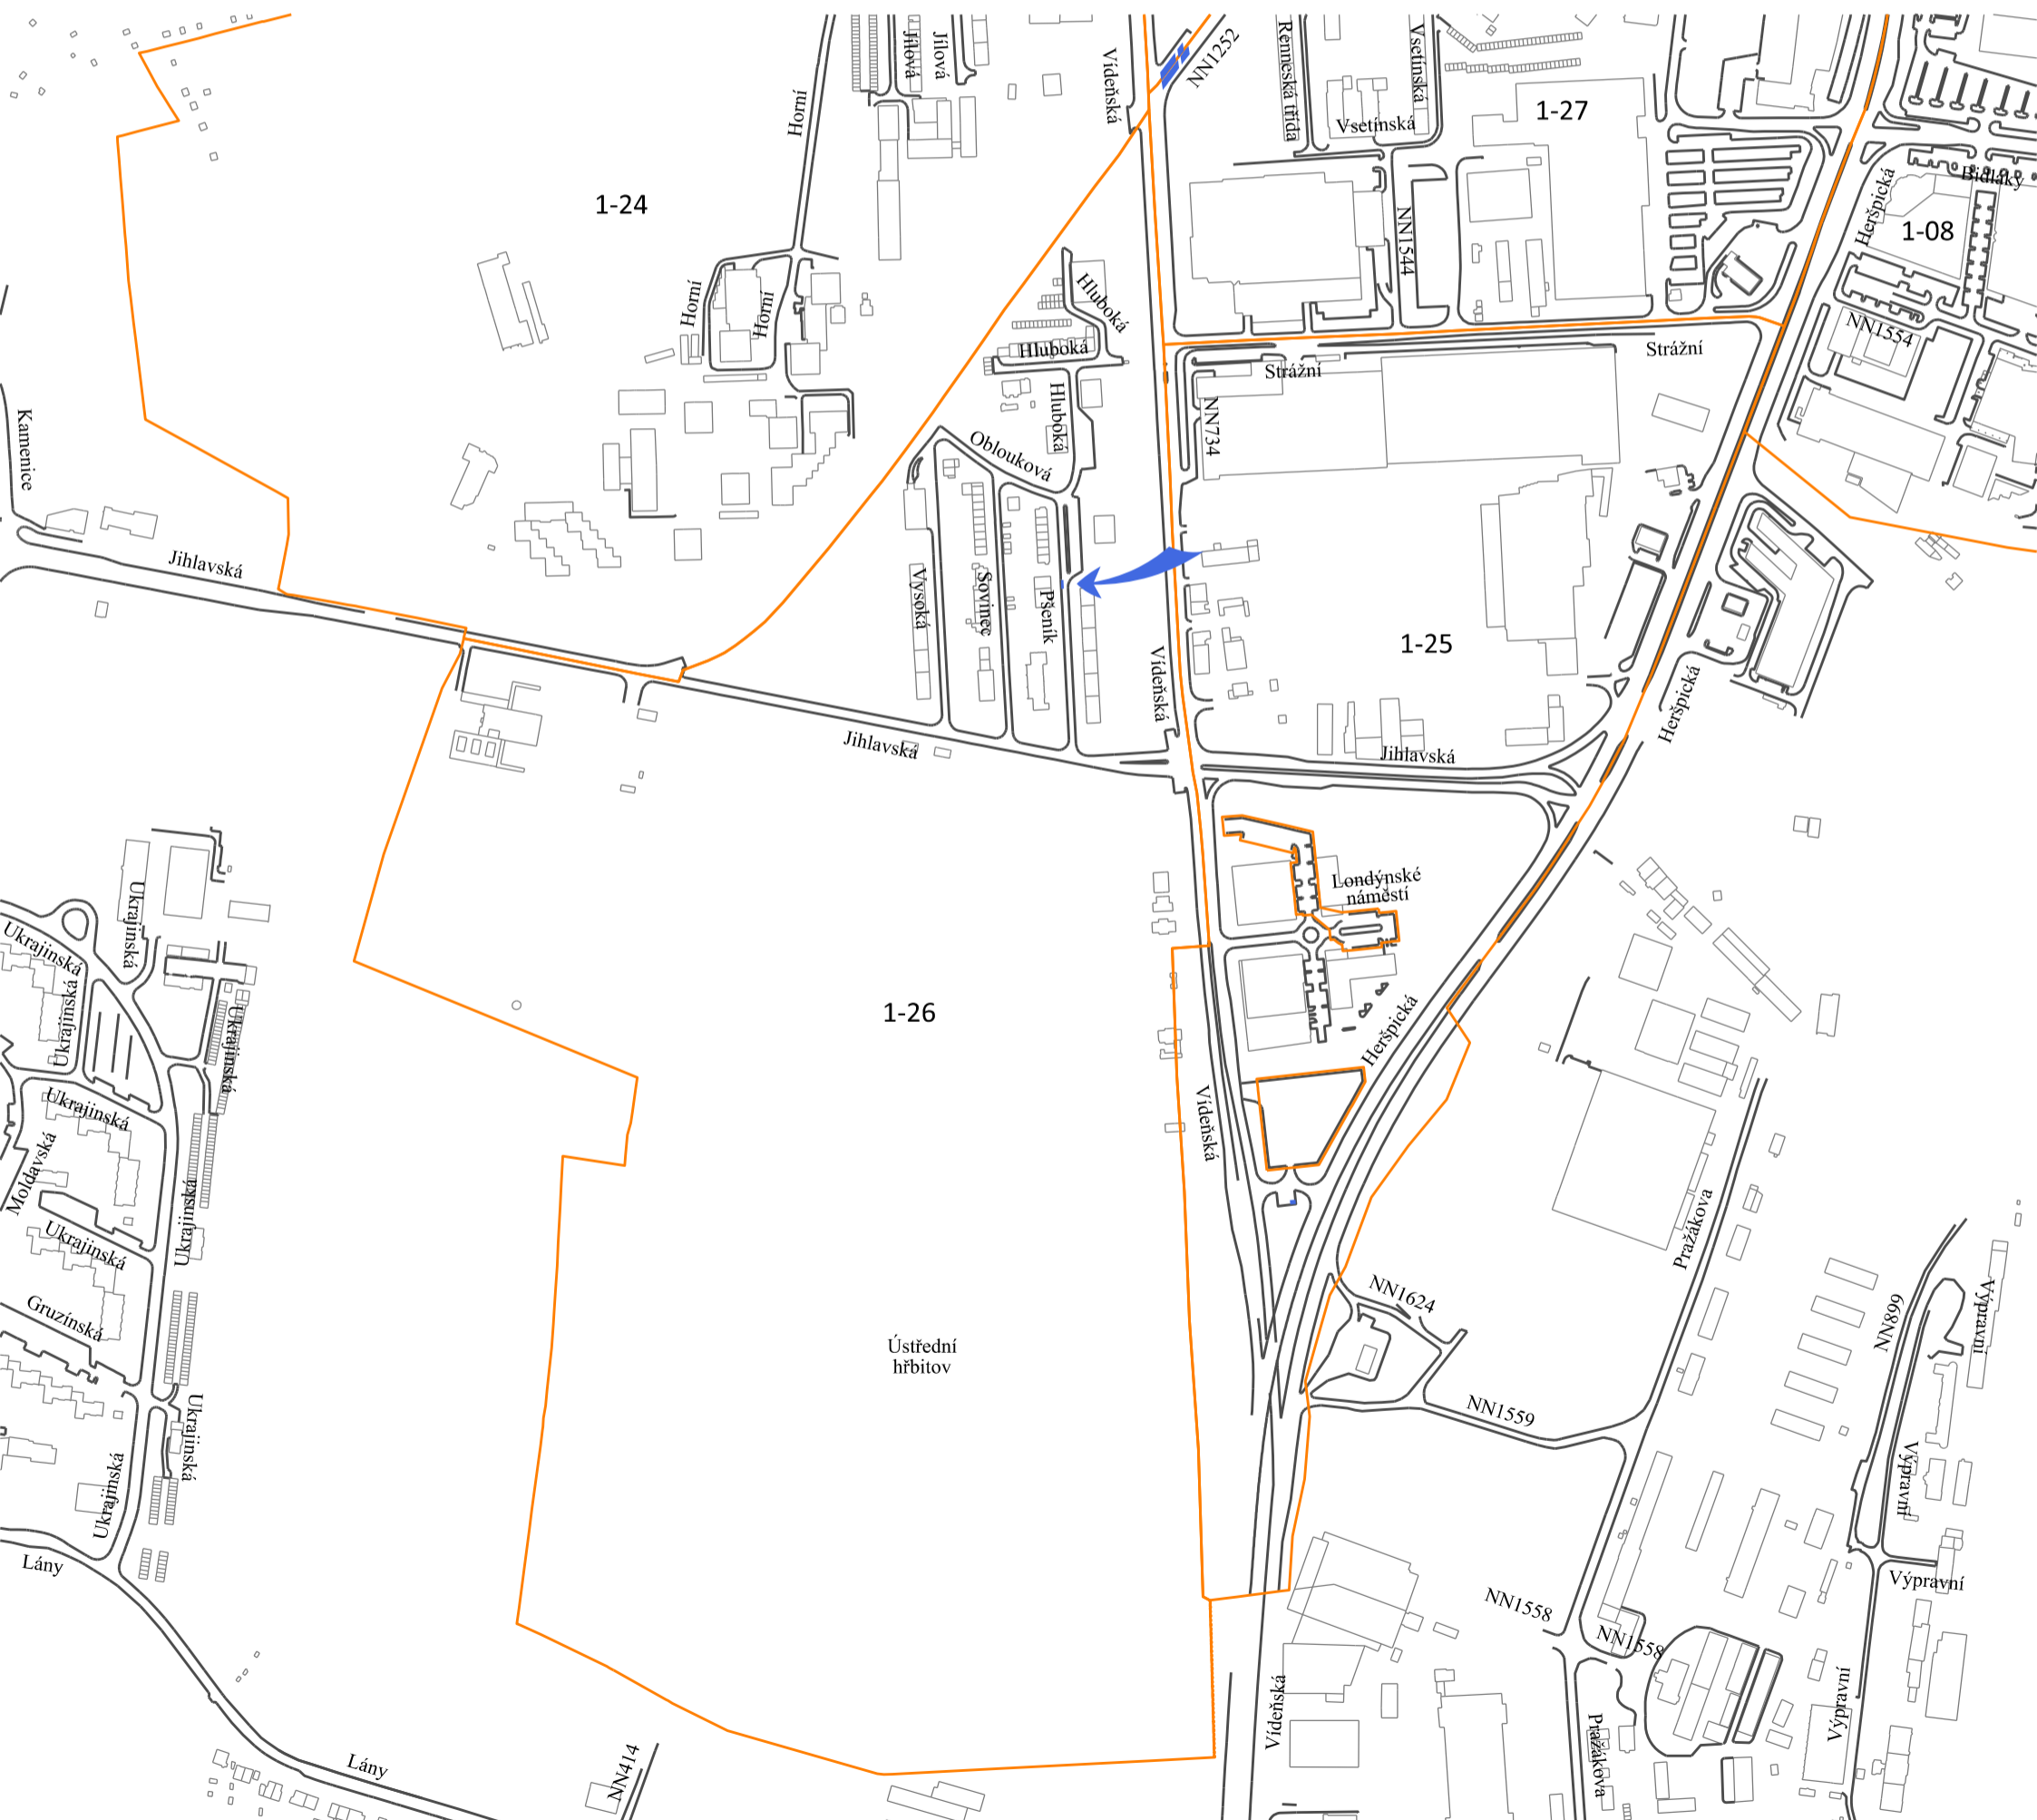 Jílová
Jílová
Horní
Vídeňská
NN1252
Renneská třída
Vsetínská
Vsetínská
1-27
1-24
Bidláky
Heršpická
1-08
NN1544
Hluboká
Horní
Horní
NN1554
Hluboká
Strážní
Strážní
Hluboká
NN734
Kamenice
Oblouková
Jihlavská
Vysoká
Sovinec
Pšeník
1-25
Vídeňská
Heršpická
Jihlavská
Jihlavská
Londýnské
náměstí
Ukrajinská
Ukrajinská
Ukrajinská
1-26
Ukrajinská
Heršpická
Ukrajinská
Vídeňská
Moldavská
Ukrajinská
Ukrajinská
Pražákova
NN1624
Gruzínská
NN899
Výpravní
Ústřední
hřbitov
NN1559
Ukrajinská
Ukrajinská
Výpravní
Lány
Výpravní
NN1558
NN1558
Vídeňská
Výpravní
Pražákova
Lány
NN414